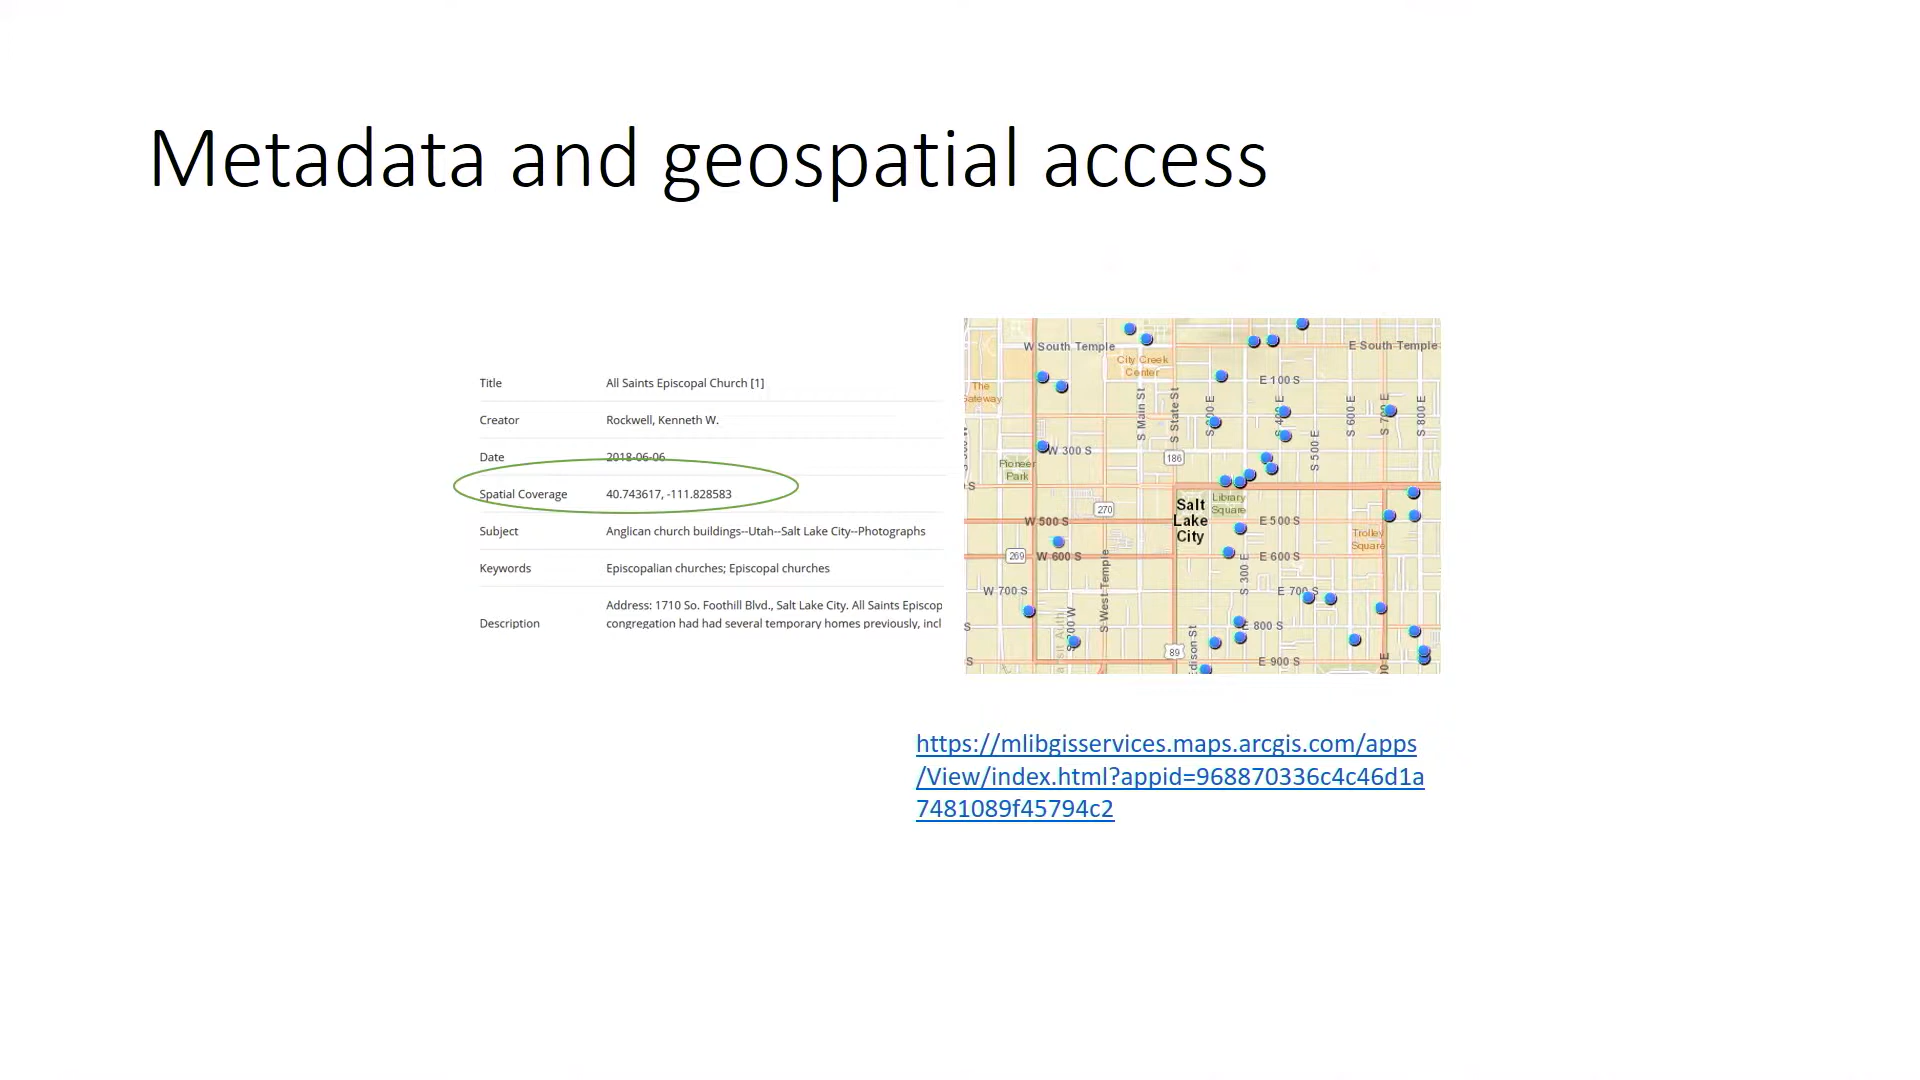 Metadata and geospatial access
Title All Saints Episcopal Church [1]
Creator Rockwell, Kenneth W.
Date 2018-06-06
Spatial Coverage 40.743617, -111.828583
Subject Anglican church buildings--Utah--Salt Lake City--Photographs
Keywords Episcopalian churches; Episcopal churches
Address: 1710 So. Foothill Blvd., Salt Lake City. All Saints Episcop
Description congregation had had several temporary homes previously, incl
W South Temple
E South Temple
City Creek
Center
The
E 100 S
S Main St
S State St
S 600 E
S 800 E
S 500 E
W 300 S
186
Pioneer
Park
Library
Square
270
Salt
Lake
City
W 500 S
E 500 S
Trolley
Square
269
W 600 S
E 600 S
S West Temple
S 300 E
W 700 S
E 700 S
E 800 S
89
E 900 S
https://mlibgisservices.maps.arcgis.com/apps
/View/index.html?appid=968870336c4c46d1a
7481089f45794c2